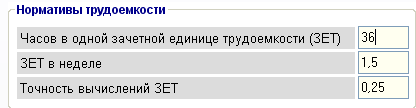 Нормативы трудоемкости
Часов в одной зачетной единице трудоемкости (ЗЕТ) 36
ЗЕТ в неделе 1,5
Точность вычислений ЗЕТ 0,25